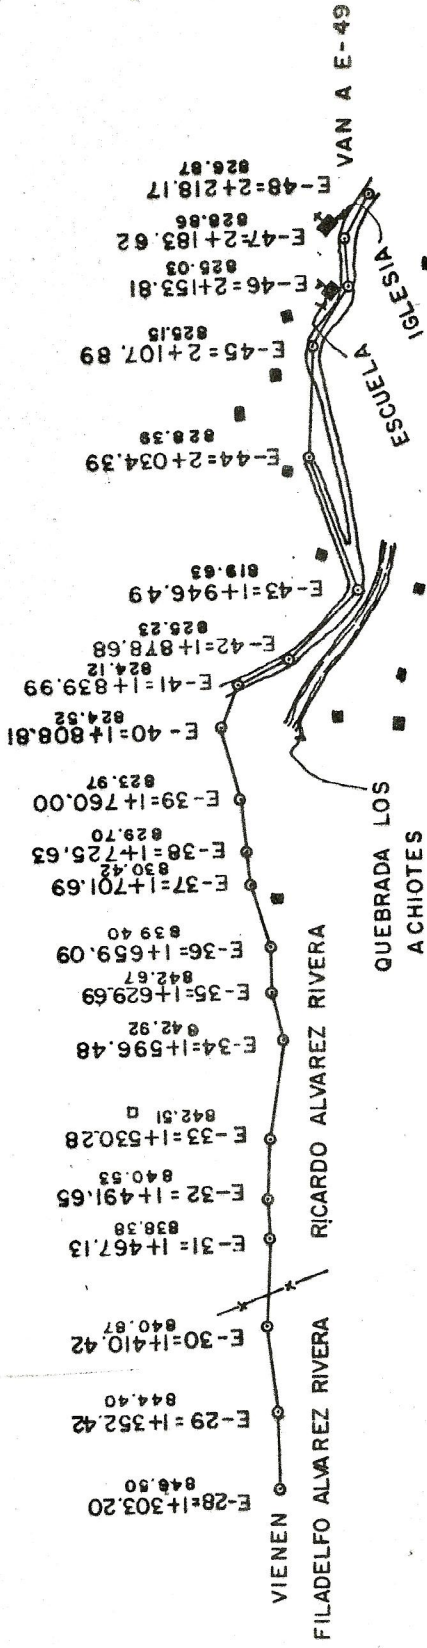 VIENEN
FILADELFO ALVAREZ RIVERA
E-28=1+303.20
846.50
E-29=1+352.42
844.40
E-30=1+410.42
840.87
RICARDO ALVAREZ RIVERA
E-31=1+467.13
838.38
E-32=1+491.65
840.53
E-33=1+530.28
842.51
E-34=1+596.48
842.92
E-35=1+629.69
842.67
E-36=1+659.09
839.40
E-37=1+701.69
830.42
E-38=1+725.63
829.70
E-39=1+760.00
823.97
E-40=1+808.81
824.52
E-41=1+839.99
824.12
E-42=1+878.68
825.23
QUEBRADA LOS
ACHIOTES
E-43=1+946.49
819.63
E-44=2+034.39
828.39
E-45=2+107.89
825.15
ESCUELA
E-46=2+153.81
825.03
IGLESIA
E-47=2+183.62
828.86
E-48=2+218.17
826.87
VAN A E-49